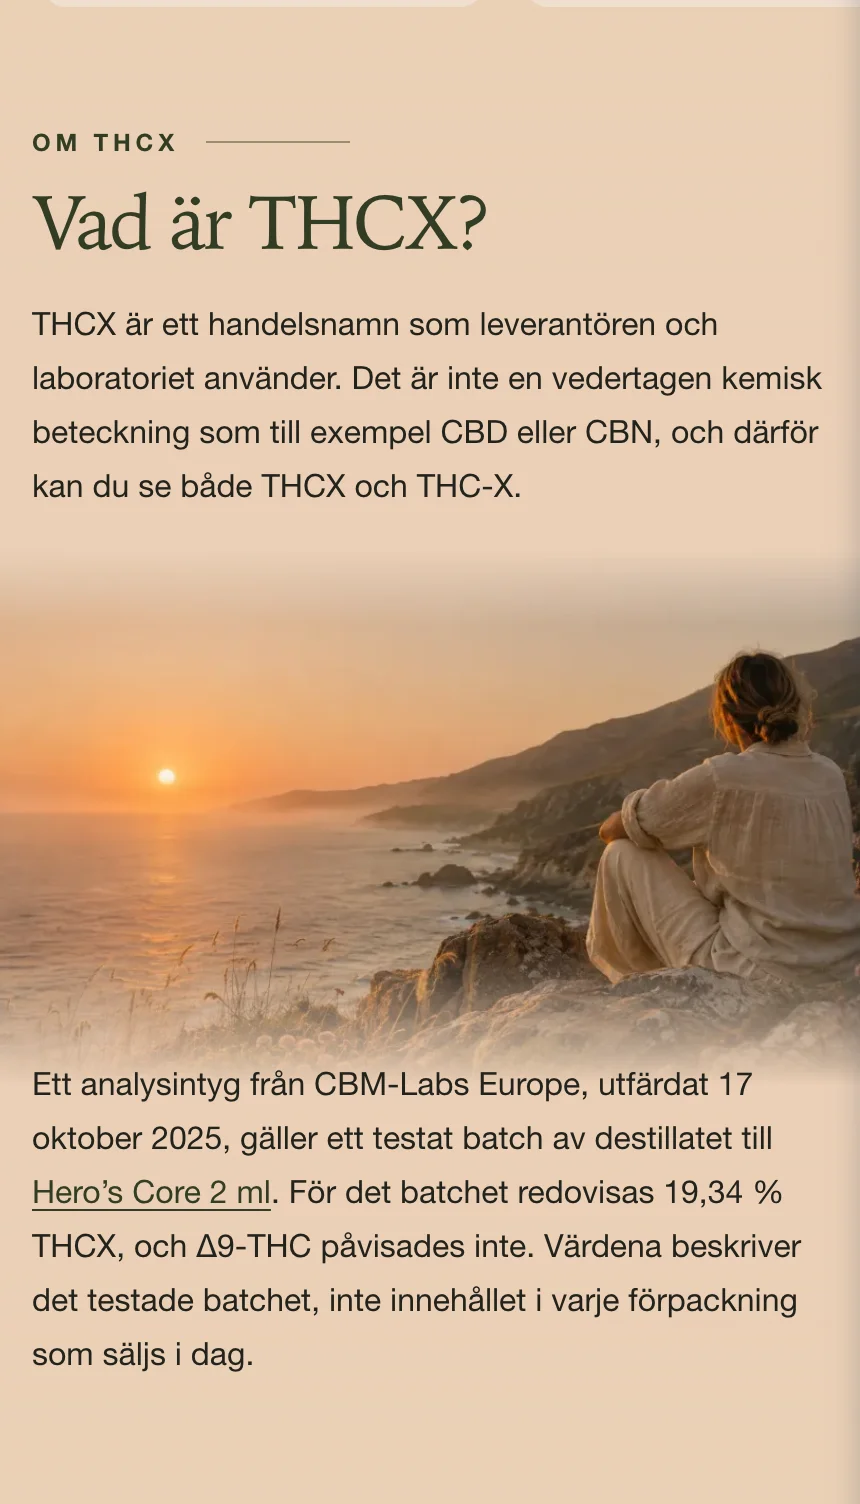 OM THCX
Vad är THCX?
THCX är ett handelsnamn som leverantören och
laboratoriet använder. Det är inte en vedertagen kemisk
beteckning som till exempel CBD eller CBN, och därför
kan du se både THCX och THC-X.
Ett analysintyg från CBM-Labs Europe, utfärdat 17
oktober 2025, gäller ett testat batch av destillatet till
Hero’s Core 2 ml. För det batchet redovisas 19,34 %
THCX, och Δ9-THC påvisades inte. Värdena beskriver
det testade batchet, inte innehållet i varje förpackning
som säljs i dag.